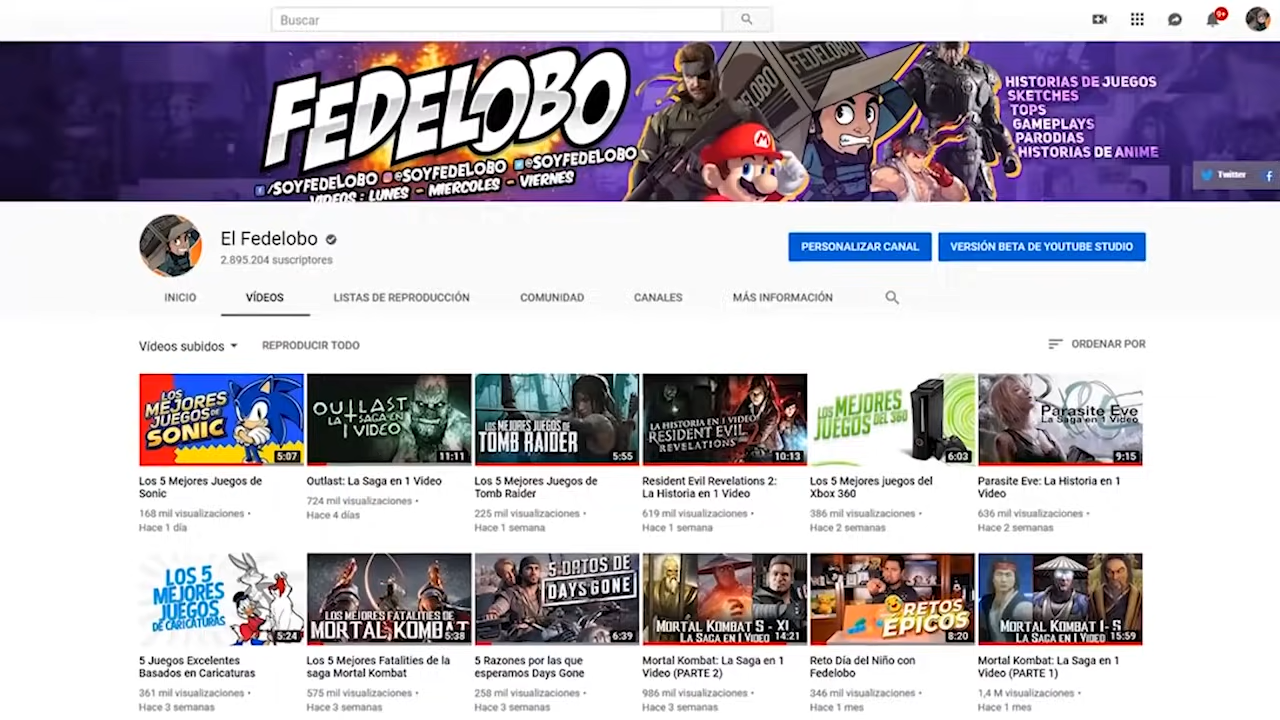 Buscar
9+
FEDELOBO
/SOYFEDELOBO @SOYFEDELOBO @SOYFEDELOBO
VIDEOS : LUNES - MIERCOLES - VIERNES
FEDELOBO
HISTORIAS DE JUEGOS
SKETCHES
TOPS
GAMEPLAYS
PARODIAS
HISTORIAS DE ANIME
Twitter
El Fedelobo
2.895.204 suscriptores
PERSONALIZAR CANAL
VERSIÓN BETA DE YOUTUBE STUDIO
INICIO
VÍDEOS
LISTAS DE REPRODUCCIÓN
COMUNIDAD
CANALES
MÁS INFORMACIÓN
Vídeos subidos
REPRODUCIR TODO
ORDENAR POR
LOS
MEJORES
JUEGOS DE
SONIC
5:07
Los 5 Mejores Juegos de
Sonic
168 mil visualizaciones •
Hace 1 día
OUTLAST
LA SAGA EN
1 VIDEO
11:11
Outlast: La Saga en 1 Video
724 mil visualizaciones •
Hace 4 días
LOS MEJORES JUEGOS DE
TOMB RAIDER
5:55
Los 5 Mejores Juegos de
Tomb Raider
225 mil visualizaciones •
Hace 1 semana
LA HISTORIA EN 1 VIDEO
RESIDENT EVIL
REVELATIONS 2
10:13
Resident Evil Revelations 2:
La Historia en 1 Video
619 mil visualizaciones •
Hace 1 semana
LOS MEJORES
JUEGOS DEL 360
6:03
Los 5 Mejores juegos del
Xbox 360
386 mil visualizaciones •
Hace 2 semanas
Parasite Eve
La Saga en 1 Video
9:15
Parasite Eve: La Historia en 1
Video
636 mil visualizaciones •
Hace 2 semanas
LOS 5
MEJORES
JUEGOS
DE CARICATURAS
5:24
5 Juegos Excelentes
Basados en Caricaturas
361 mil visualizaciones •
Hace 3 semanas
LOS MEJORES FATALITIES DE
MORTAL KOMBAT
5:38
Los 5 Mejores Fatalities de la
saga Mortal Kombat
575 mil visualizaciones •
Hace 3 semanas
5 DATOS DE
DAYS GONE
6:39
5 Razones por las que
esperamos Days Gone
258 mil visualizaciones •
Hace 3 semanas
MORTAL KOMBAT 5 - XL
LA SAGA EN 1 VIDEO
14:21
Mortal Kombat: La Saga en 1
Video (PARTE 2)
986 mil visualizaciones •
Hace 3 semanas
RETOS
ÉPICOS
8:20
Reto Día del Niño con
Fedelobo
346 mil visualizaciones •
Hace 1 mes
MORTAL KOMBAT 1- 5
LA SAGA EN 1 VIDEO
15:59
Mortal Kombat: La Saga en 1
Video (PARTE 1)
1,4 M visualizaciones •
Hace 1 mes